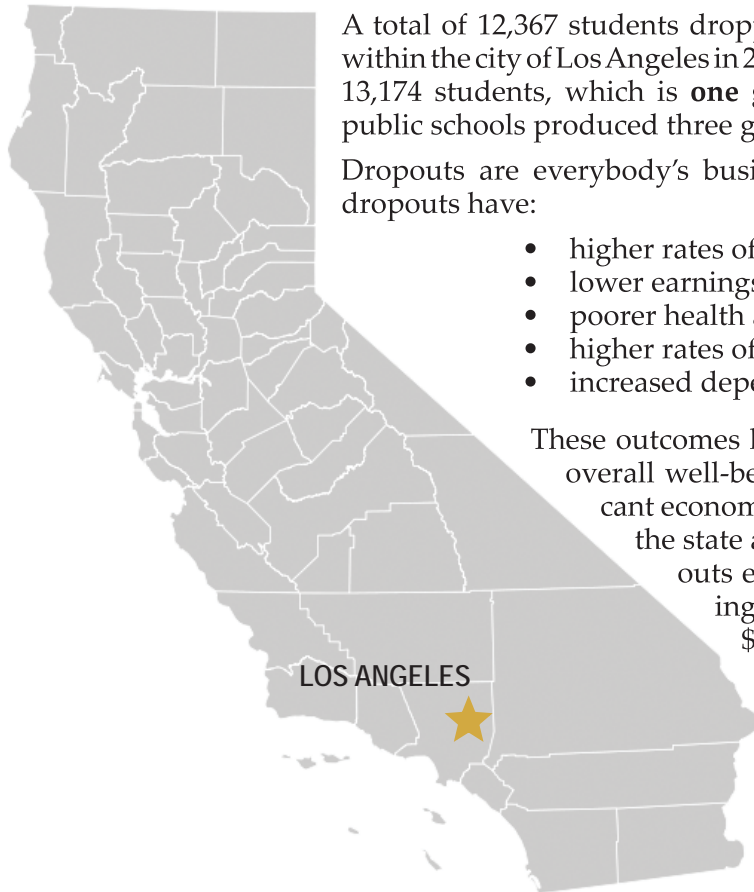 A total of 12,367 students drop
within the city of Los Angeles in 2
13,174 students, which is one g
public schools produced three g
Dropouts are everybody's busi
dropouts have:
• higher rates of
• lower earnings
• poorer health
• higher rates of
• increased depe
These outcomes
overall well-be
cant econom
the state a
outs e
ing
$
LOS ANGELES